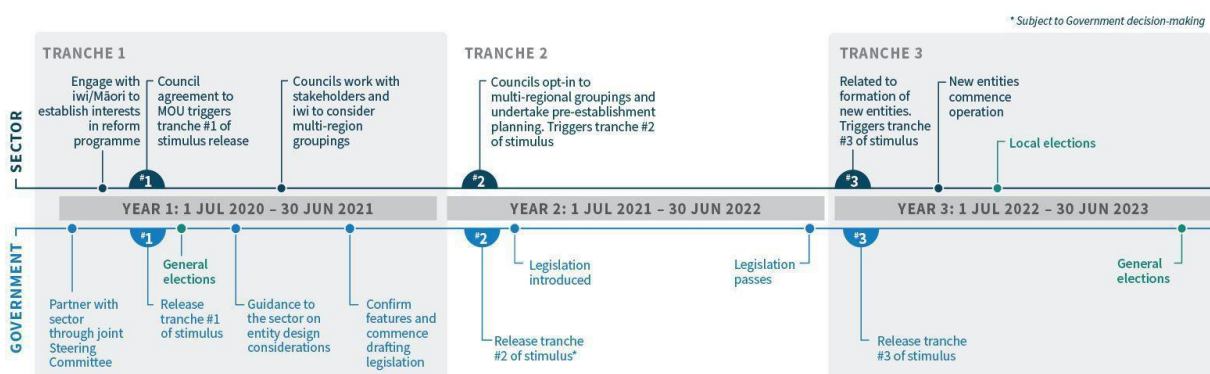 * Subject to Government decision-making
TRANCHE 1
TRANCHE 2
TRANCHE 3
SECTOR
Engage with
iwi/Māori to
establish interests
in reform
programme
Council
agreement to
MOU triggers
tranche #1 of
stimulus release
Councils work with
stakeholders and
iwi to consider
multi-region
groupings
Councils opt-in to
multi-regional groupings and
undertake pre-establishment
planning. Triggers tranche #2
of stimulus
Related to
formation of
new entities.
Triggers tranche
#3 of stimulus
New entities
commence
operation
Local elections
#1
#2
#3
YEAR 1: 1 JUL 2020 – 30 JUN 2021
YEAR 2: 1 JUL 2021 – 30 JUN 2022
YEAR 3: 1 JUL 2022 – 30 JUN 2023
GOVERNMENT
#1
#2
#3
Partner with
sector
through joint
Steering
Committee
Release
tranche #1
of stimulus
General
elections
Guidance to
the sector on
entity design
considerations
Confirm
features and
commence
drafting
legislation
Release tranche
#2 of stimulus*
Legislation
introduced
Legislation
passes
Release tranche
#3 of stimulus
General
elections